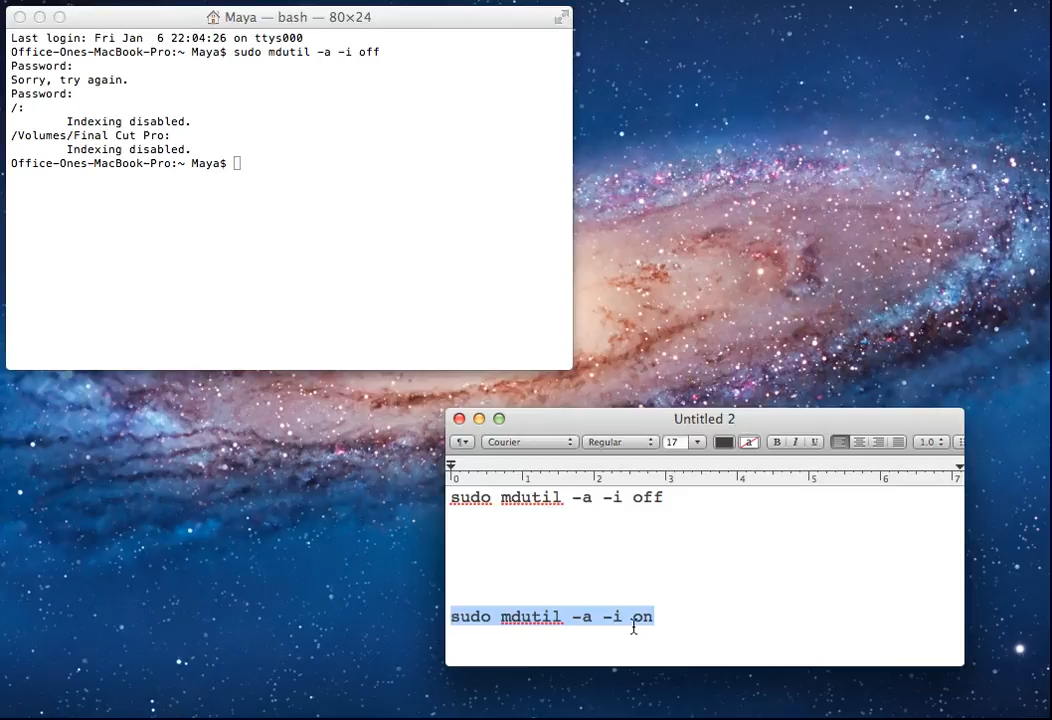 Maya — bash — 80×24
Last login: Fri Jan  6 22:04:26 on ttys000
Office-Ones-MacBook-Pro:~ Maya$ sudo mdutil -a -i off
Password:
Sorry, try again.
Password:
/:
        Indexing disabled.
/Volumes/Final Cut Pro:
        Indexing disabled.
Office-Ones-MacBook-Pro:~ Maya$
Untitled 2
¶ Courier Regular 17 a B I U 1.0
0 1 2 3 4 5 6 7
sudo mdutil -a -i off
sudo mdutil -a -i on